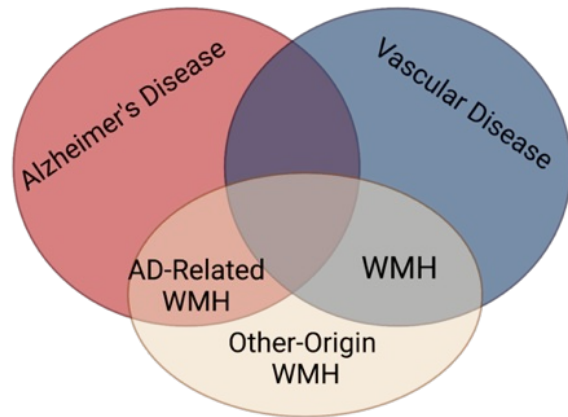 Alzheimer's Disease
Vascular Disease
AD-Related
WMH
WMH
Other-Origin
WMH